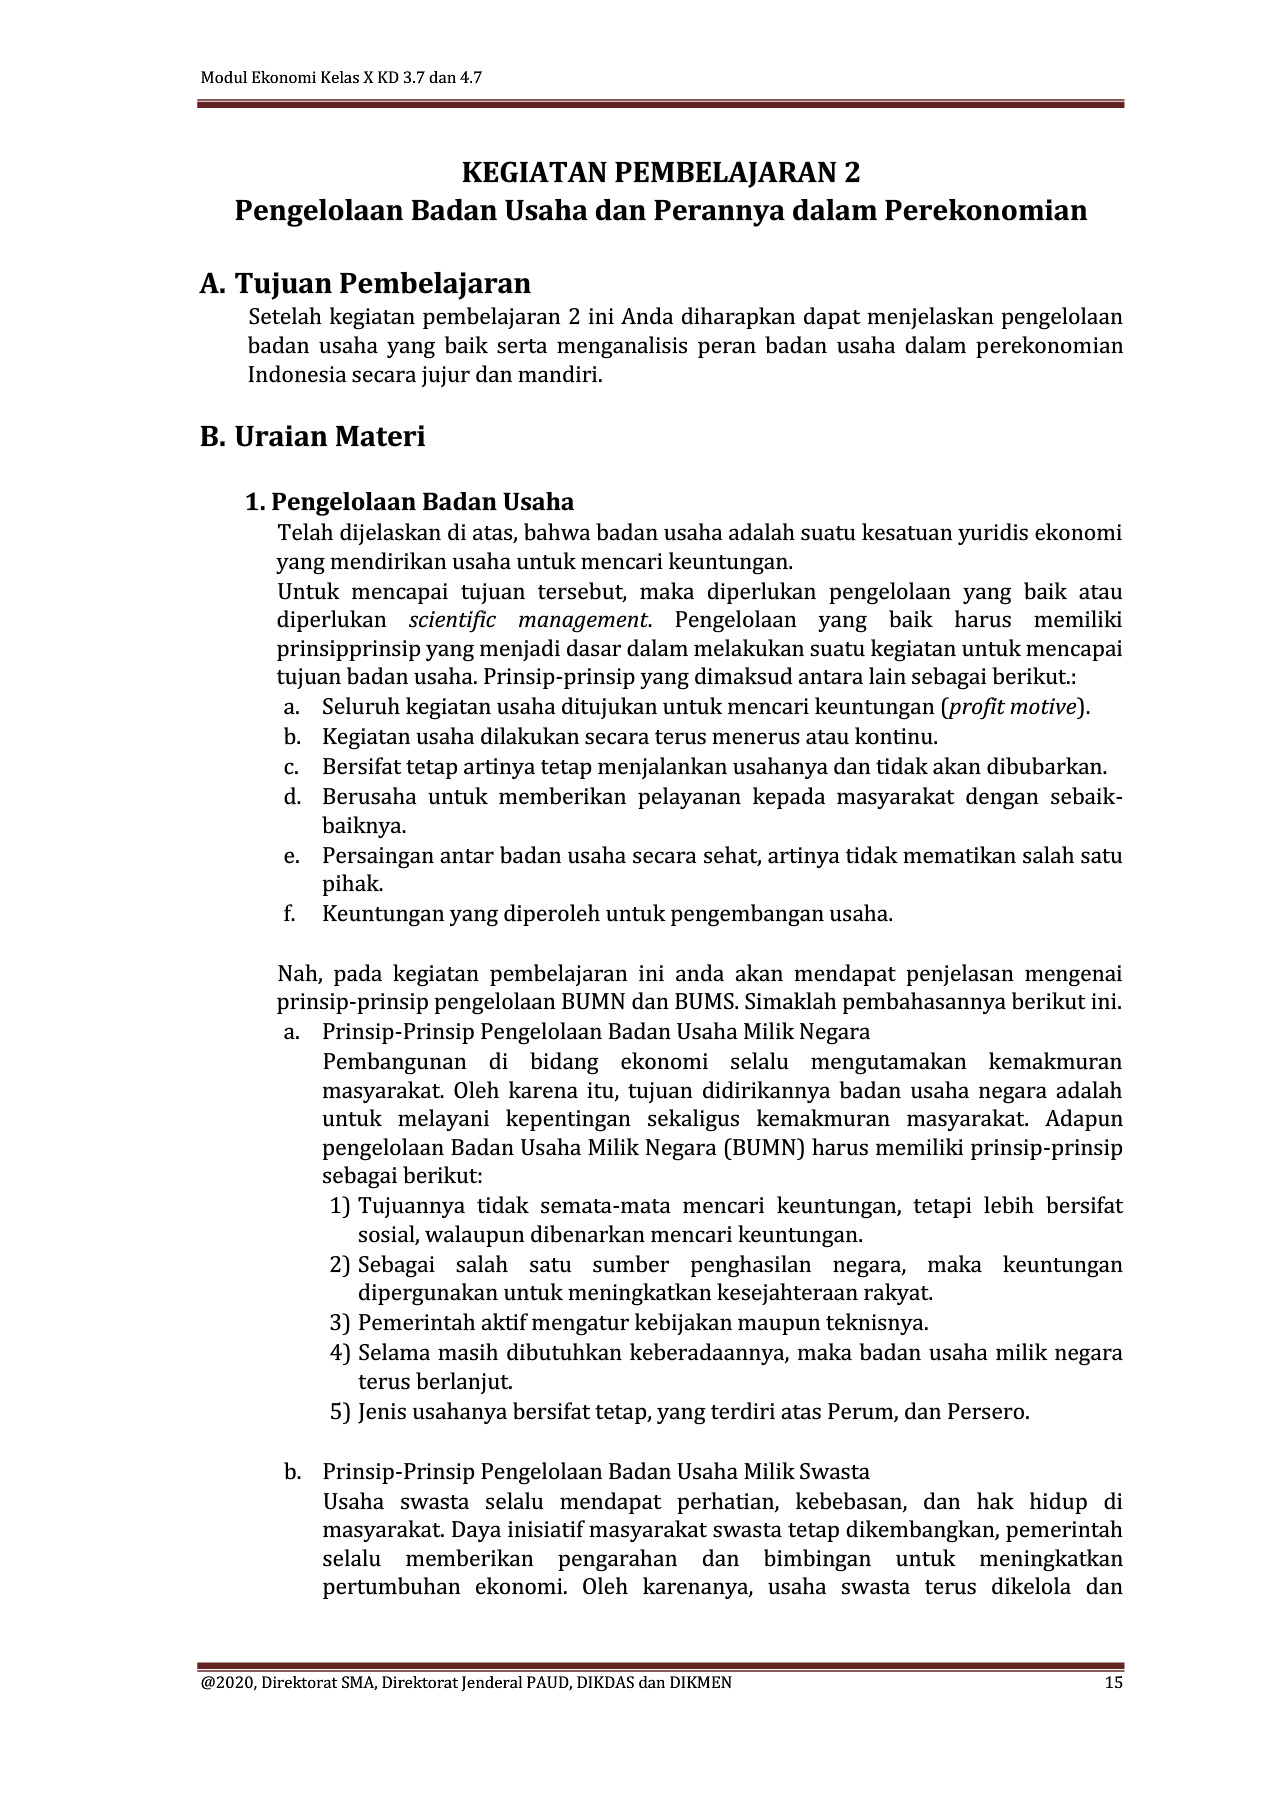 Modul Ekonomi Kelas X KD 3.7 dan 4.7
KEGIATAN PEMBELAJARAN 2
Pengelolaan Badan Usaha dan Perannya dalam Perekonomian
A. Tujuan Pembelajaran
Setelah kegiatan pembelajaran 2 ini Anda diharapkan dapat menjelaskan pengelolaan
badan usaha yang baik serta menganalisis peran badan usaha dalam perekonomian
Indonesia secara jujur dan mandiri.
B. Uraian Materi
1. Pengelolaan Badan Usaha
Telah dijelaskan di atas, bahwa badan usaha adalah suatu kesatuan yuridis ekonomi
yang mendirikan usaha untuk mencari keuntungan.
Untuk mencapai tujuan tersebut, maka diperlukan pengelolaan yang baik atau
diperlukan scientific management. Pengelolaan yang baik harus memiliki
prinsipprinsip yang menjadi dasar dalam melakukan suatu kegiatan untuk mencapai
tujuan badan usaha. Prinsip-prinsip yang dimaksud antara lain sebagai berikut.:
a. Seluruh kegiatan usaha ditujukan untuk mencari keuntungan (profit motive).
b. Kegiatan usaha dilakukan secara terus menerus atau kontinu.
c. Bersifat tetap artinya tetap menjalankan usahanya dan tidak akan dibubarkan.
d. Berusaha untuk memberikan pelayanan kepada masyarakat dengan sebaik-
baiknya.
e. Persaingan antar badan usaha secara sehat, artinya tidak mematikan salah satu
pihak.
f. Keuntungan yang diperoleh untuk pengembangan usaha.
Nah, pada kegiatan pembelajaran ini anda akan mendapat penjelasan mengenai
prinsip-prinsip pengelolaan BUMN dan BUMS. Simaklah pembahasannya berikut ini.
a. Prinsip-Prinsip Pengelolaan Badan Usaha Milik Negara
Pembangunan di bidang ekonomi selalu mengutamakan kemakmuran
masyarakat. Oleh karena itu, tujuan didirikannya badan usaha negara adalah
untuk melayani kepentingan sekaligus kemakmuran masyarakat. Adapun
pengelolaan Badan Usaha Milik Negara (BUMN) harus memiliki prinsip-prinsip
sebagai berikut:
1) Tujuannya tidak semata-mata mencari keuntungan, tetapi lebih bersifat
sosial, walaupun dibenarkan mencari keuntungan.
2) Sebagai salah satu sumber penghasilan negara, maka keuntungan
dipergunakan untuk meningkatkan kesejahteraan rakyat.
3) Pemerintah aktif mengatur kebijakan maupun teknisnya.
4) Selama masih dibutuhkan keberadaannya, maka badan usaha milik negara
terus berlanjut.
5) Jenis usahanya bersifat tetap, yang terdiri atas Perum, dan Persero.
b. Prinsip-Prinsip Pengelolaan Badan Usaha Milik Swasta
Usaha swasta selalu mendapat perhatian, kebebasan, dan hak hidup di
masyarakat. Daya inisiatif masyarakat swasta tetap dikembangkan, pemerintah
selalu memberikan pengarahan dan bimbingan untuk meningkatkan
pertumbuhan ekonomi. Oleh karenanya, usaha swasta terus dikelola dan
@2020, Direktorat SMA, Direktorat Jenderal PAUD, DIKDAS dan DIKMEN 15